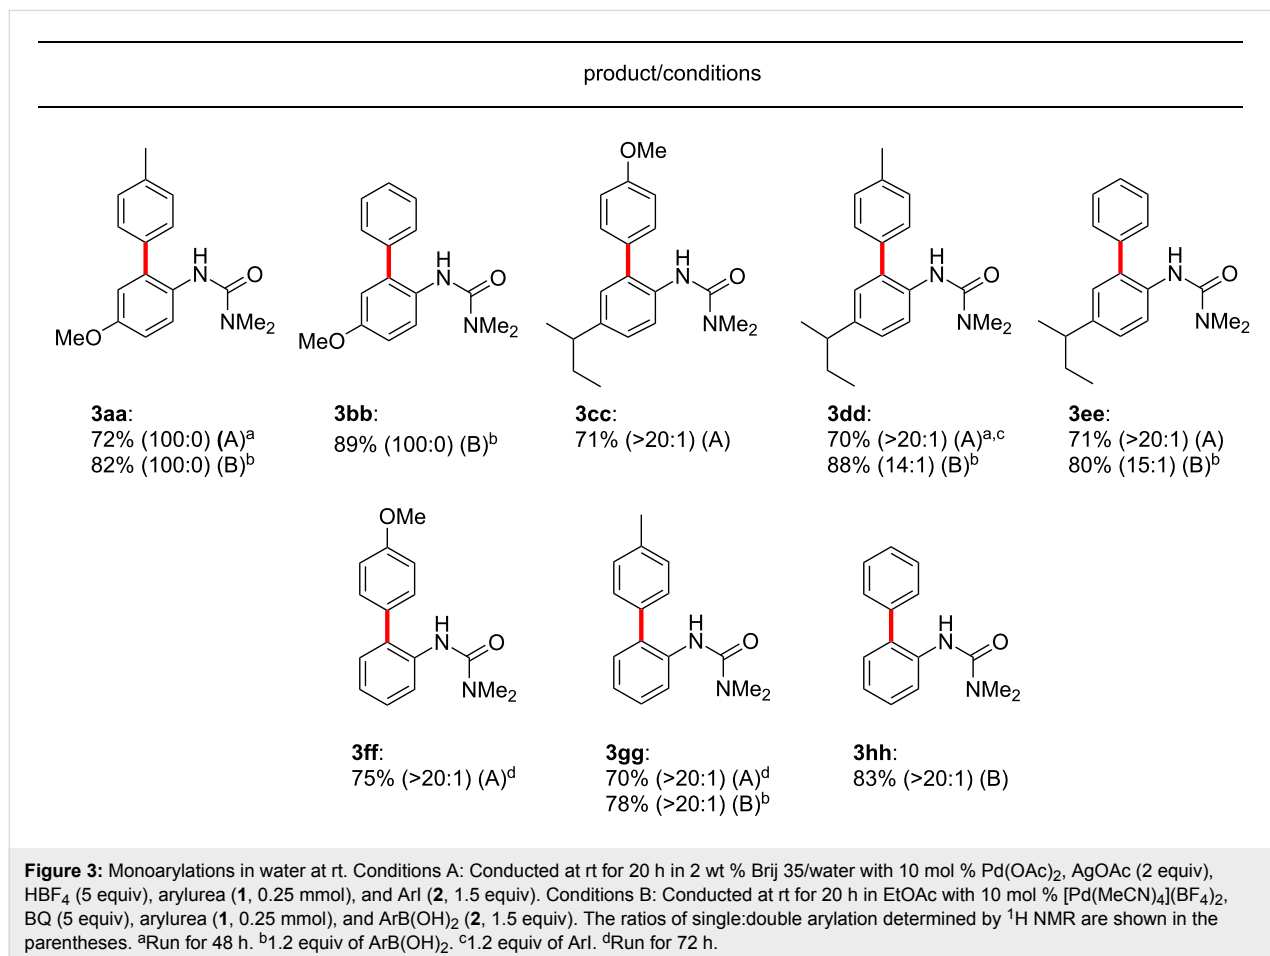 product/conditions
OMe
H
N
O
NMe2
MeO
H
N
O
NMe2
MeO
H
N
O
NMe2
H
N
O
NMe2
H
N
O
NMe2
3aa:
72% (100:0) (A)a
82% (100:0) (B)b
3bb:
89% (100:0) (B)b
3cc:
71% (>20:1) (A)
3dd:
70% (>20:1) (A)a,c
88% (14:1) (B)b
3ee:
71% (>20:1) (A)
80% (15:1) (B)b
OMe
H
N
O
NMe2
H
N
O
NMe2
H
N
O
NMe2
3ff:
75% (>20:1) (A)d
3gg:
70% (>20:1) (A)d
78% (>20:1) (B)b
3hh:
83% (>20:1) (B)
Figure 3: Monoarylations in water at rt. Conditions A: Conducted at rt for 20 h in 2 wt % Brij 35/water with 10 mol % Pd(OAc)2, AgOAc (2 equiv),
HBF4 (5 equiv), arylurea (1, 0.25 mmol), and ArI (2, 1.5 equiv). Conditions B: Conducted at rt for 20 h in EtOAc with 10 mol % [Pd(MeCN)4](BF4)2,
BQ (5 equiv), arylurea (1, 0.25 mmol), and ArB(OH)2 (2, 1.5 equiv). The ratios of single:double arylation determined by 1H NMR are shown in the
parentheses. aRun for 48 h. b1.2 equiv of ArB(OH)2. c1.2 equiv of ArI. dRun for 72 h.